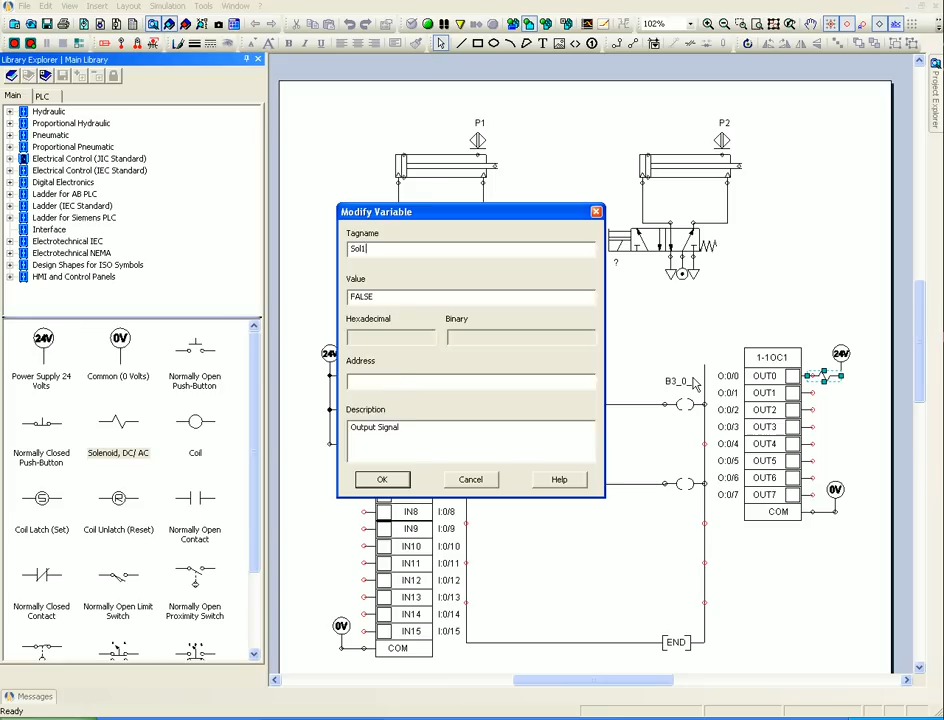 File Edit View Insert Layout Simulation Tools Window
102%
Library Explorer | Main Library
Main PLC
Hydraulic
Proportional Hydraulic
Pneumatic
Proportional Pneumatic
Electrical Control (JIC Standard)
Electrical Control (IEC Standard)
Digital Electronics
Ladder for AB PLC
Ladder (IEC Standard)
Ladder for Siemens PLC
Interface
Electrotechnical IEC
Electrotechnical NEMA
Design Shapes for ISO Symbols
HMI and Control Panels
24V 0V
Power Supply 24 Volts
Common (0 Volts)
Normally Open Push-Button
Normally Closed Push-Button
Solenoid, DC/ AC
Coil
S R
Coil Latch (Set)
Coil Unlatch (Reset)
Normally Open Contact
Normally Closed Contact
Normally Open Limit Switch
Normally Open Proximity Switch
Messages
Ready
Project Explorer
P1 P2
?
Modify Variable
Tagname
Sol1
Value
FALSE
Hexadecimal Binary
Address
Description
Output Signal
OK Cancel Help
24V
B3_0_
1-1OC1
24V
O:0/0 OUT0
O:0/1 OUT1
O:0/2 OUT2
O:0/3 OUT3
O:0/4 OUT4
O:0/5 OUT5
O:0/6 OUT6
O:0/7 OUT7
COM
0V
IN8 I:0/8
IN9 I:0/9
IN10 I:0/10
IN11 I:0/11
IN12 I:0/12
IN13 I:0/13
IN14 I:0/14
IN15 I:0/15
COM
0V
END